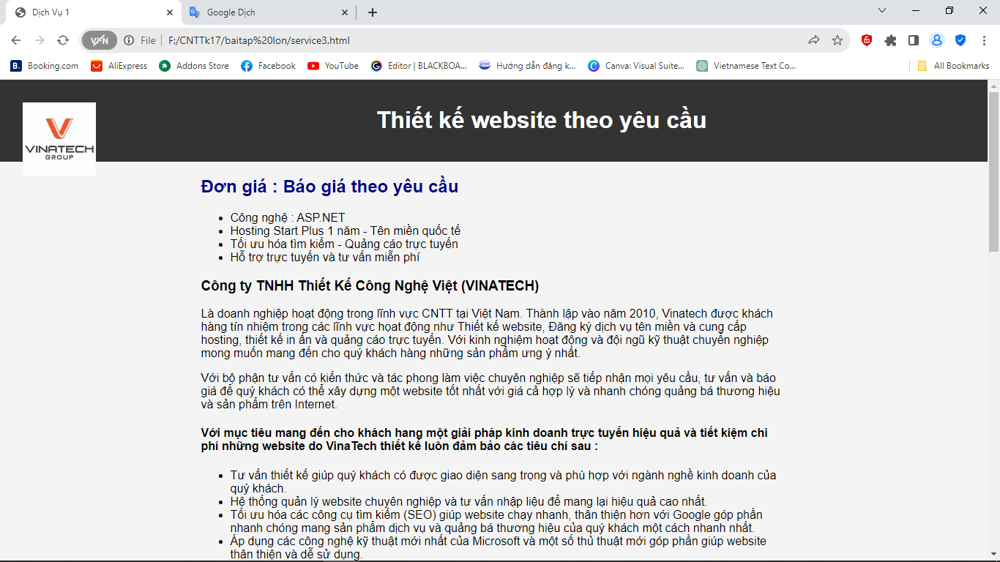 Dịch Vụ 1
Google Dịch
VPN
File
F:/CNTTk17/baitap%20lon/service3.html
Booking.com
AliExpress
Addons Store
Facebook
YouTube
Editor | BLACKBOA...
Hướng dẫn đăng k...
Canva: Visual Suite...
Vietnamese Text Co...
All Bookmarks
VINATECH
GROUP
Thiết kế website theo yêu cầu
Đơn giá : Báo giá theo yêu cầu
Công nghệ : ASP.NET
Hosting Start Plus 1 năm - Tên miền quốc tế
Tối ưu hóa tìm kiếm - Quảng cáo trực tuyến
Hỗ trợ trực tuyến và tư vấn miễn phí
Công ty TNHH Thiết Kế Công Nghệ Việt (VINATECH)
Là doanh nghiệp hoạt động trong lĩnh vực CNTT tại Việt Nam. Thành lập vào năm 2010, Vinatech được khách
hàng tín nhiệm trong các lĩnh vực hoạt động như Thiết kế website, Đăng ký dịch vụ tên miền và cung cấp
hosting, thiết kế in ấn và quảng cáo trực tuyến. Với kinh nghiệm hoạt động và đội ngũ kỹ thuật chuyển nghiệp
mong muốn mang đến cho quý khách hàng những sản phẩm ưng ý nhất.
Với bộ phận tư vấn có kiến thức và tác phong làm việc chuyên nghiệp sẽ tiếp nhận mọi yêu cầu, tư vấn và báo
giá để quý khách có thể xây dựng một website tốt nhất với giá cả hợp lý và nhanh chóng quảng bá thương hiệu
và sản phẩm trên Internet.
Với mục tiêu mang đến cho khách hang một giải pháp kinh doanh trực tuyến hiệu quả và tiết kiệm chi
phí những website do VinaTech thiết kế luôn đảm bảo các tiêu chí sau :
Tư vấn thiết kế giúp quý khách có được giao diện sang trọng và phù hợp với ngành nghề kinh doanh của
quý khách.
Hệ thống quản lý website chuyên nghiệp và tư vấn nhập liệu để mang lại hiệu quả cao nhất.
Tối ưu hóa các công cụ tìm kiếm (SEO) giúp website chạy nhanh, thân thiện hơn với Google góp phần
nhanh chóng mang sản phẩm dịch vụ và quảng bá thương hiệu của quý khách một cách nhanh nhất.
Áp dụng các công nghệ kỹ thuật mới nhất của Microsoft và một số thủ thuật mới góp phần giúp website
thân thiện và dễ sử dụng.